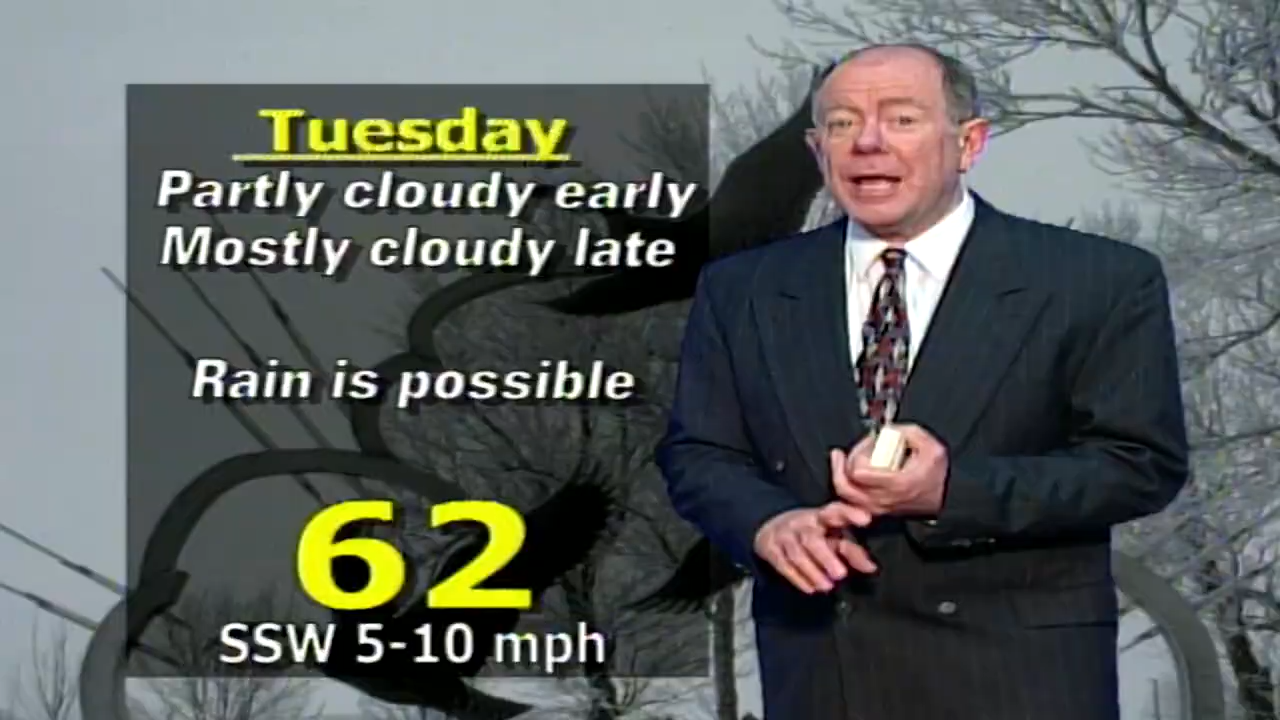 Tuesday
Partly cloudy early
Mostly cloudy late
Rain is possible
62
SSW 5-10 mph